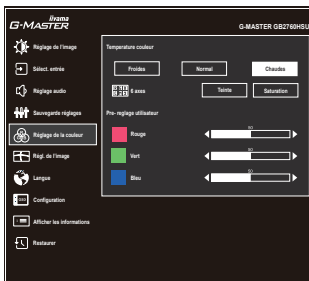 iiyama
G-MASTER
G-MASTER GB2760HSU
Réglage de l'image
Sélect. entrée
Réglage audio
Sauvegarde réglages
Réglage de la couleur
Régl. de l'image
Langue
Configuration
Afficher les informations
Restaurer
Temperature couleur
Froides
Normal
Chaudes
6 axes
Teinte
Saturation
Pre- reglage utilisateur
Rouge
50
Vert
50
Bleu
50